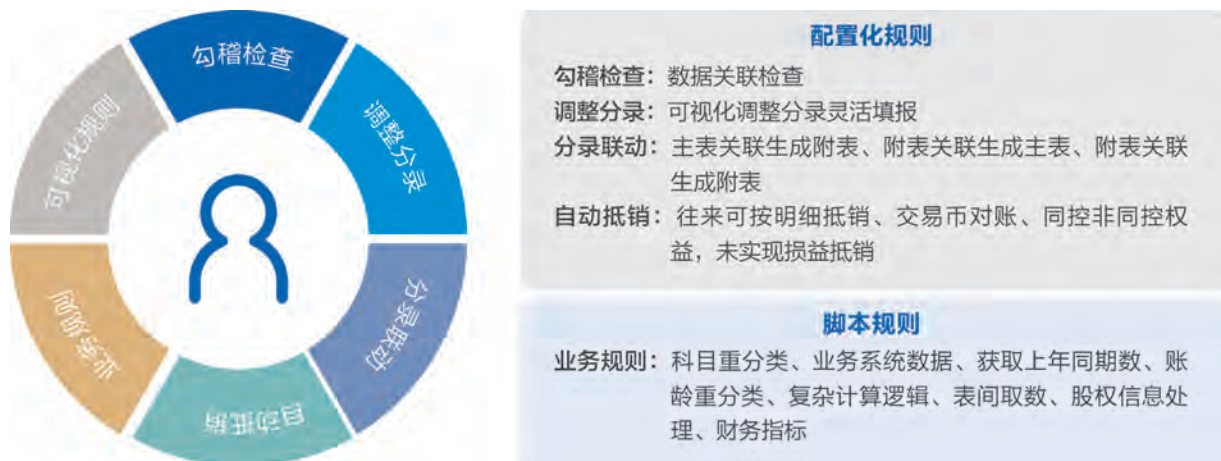 勾稽检查
调整分录
分录联动
自动抵销
业务规则
可视化规则
配置化规则
勾稽检查：数据关联检查
调整分录：可视化调整分录灵活填报
分录联动：主表关联生成附表、附表关联生成主表、附表关联
生成附表
自动抵销：往来可按明细抵销、交易币对账、同控非同控权
益，未实现损益抵销
脚本规则
业务规则：科目重分类、业务系统数据、获取上年同期数、账
龄重分类、复杂计算逻辑、表间取数、股权信息处
理、财务指标